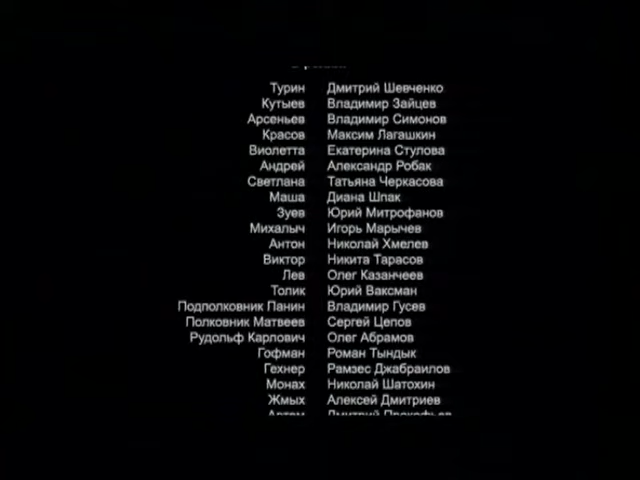 Турин Дмитрий Шевченко
Кутыев Владимир Зайцев
Арсеньев Владимир Симонов
Красов Максим Лагашкин
Виолетта Екатерина Стулова
Андрей Александр Робак
Светлана Татьяна Черкасова
Маша Диана Шпак
Зуев Юрий Митрофанов
Михалыч Игорь Марычев
Антон Николай Хмелев
Виктор Никита Тарасов
Лев Олег Казанчеев
Толик Юрий Ваксман
Подполковник Панин Владимир Гусев
Полковник Матвеев Сергей Цепов
Рудольф Карлович Олег Абрамов
Гофман Роман Тындык
Гехнер Рамзес Джабраилов
Монах Николай Шатохин
Жмых Алексей Дмитриев
Артем Дмитрий Прокофьев